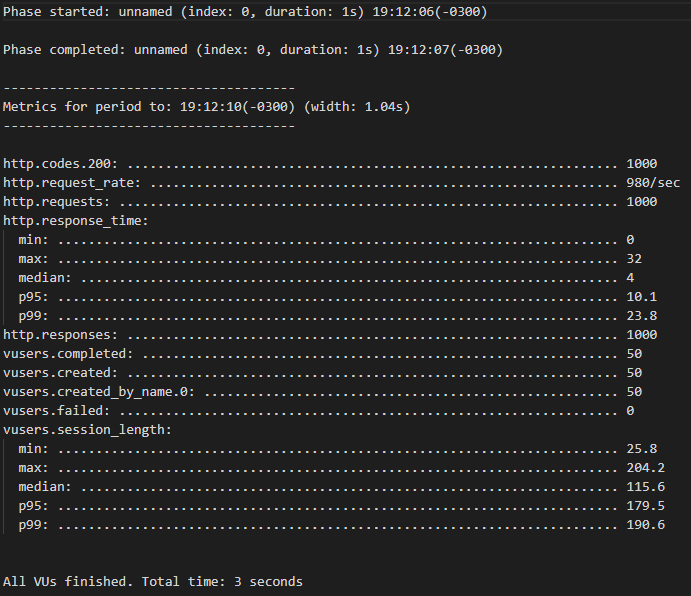 Phase started: unnamed (index: 0, duration: 1s) 19:12:06(-0300)
Phase completed: unnamed (index: 0, duration: 1s) 19:12:07(-0300)
--------------------------------------
Metrics for period to: 19:12:10(-0300) (width: 1.04s)
--------------------------------------
http.codes.200: ................................................................ 1000
http.request_rate: ............................................................. 980/sec
http.requests: ................................................................. 1000
http.response_time:
  min: ......................................................................... 0
  max: ......................................................................... 32
  median: ...................................................................... 4
  p95: ......................................................................... 10.1
  p99: ......................................................................... 23.8
http.responses: ................................................................ 1000
vusers.completed: .............................................................. 50
vusers.created: ................................................................ 50
vusers.created_by_name.0: ...................................................... 50
vusers.failed: ................................................................. 0
vusers.session_length:
  min: ......................................................................... 25.8
  max: ......................................................................... 204.2
  median: ...................................................................... 115.6
  p95: ......................................................................... 179.5
  p99: ......................................................................... 190.6
All VUs finished. Total time: 3 seconds